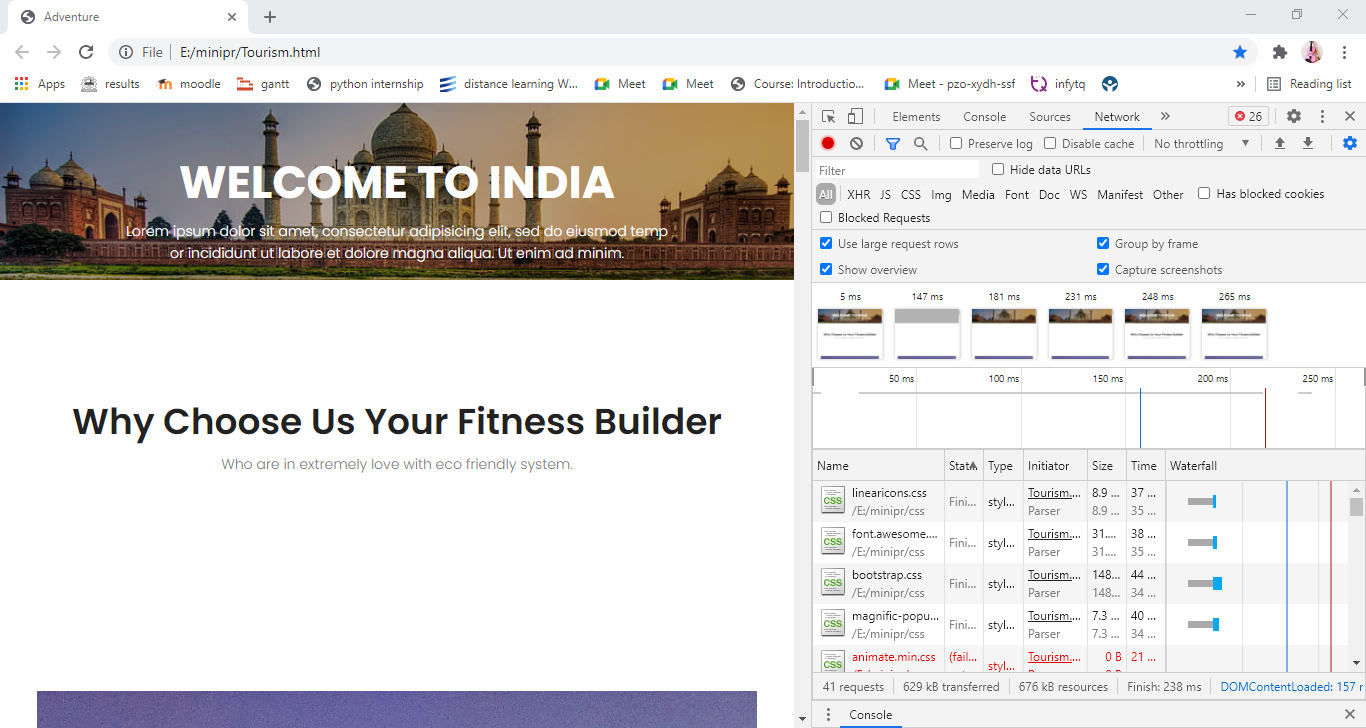 Adventure
File E:/minipr/Tourism.html
Apps results moodle gantt python internship distance learning W... Meet Meet Course: Introductio... Meet - pzo-xydh-ssf infytq » Reading list
WELCOME TO INDIA
Lorem ipsum dolor sit amet, consectetur adipisicing elit, sed do eiusmod temp
or incididunt ut labore et dolore magna aliqua. Ut enim ad minim.
Why Choose Us Your Fitness Builder
Who are in extremely love with eco friendly system.
Elements Console Sources Network » 26
Preserve log Disable cache No throttling
Filter Hide data URLs
All XHR JS CSS Img Media Font Doc WS Manifest Other Has blocked cookies
Blocked Requests
Use large request rows Group by frame
Show overview Capture screenshots
5 ms 147 ms 181 ms 231 ms 248 ms 265 ms
50 ms 100 ms 150 ms 200 ms 250 ms
Name Stat Type Initiator Size Time Waterfall
linearicons.css Fini... styl... Tourism.... 8.9 ... 37 ...
/E:/minipr/css Parser 8.9 ... 35 ...
font.awesome.... Fini... styl... Tourism.... 31.... 38 ...
/E:/minipr/css Parser 31.... 35 ...
bootstrap.css Fini... styl... Tourism.... 148... 44 ...
/E:/minipr/css Parser 148... 34 ...
magnific-popu... Fini... styl... Tourism.... 7.3 ... 40 ...
/E:/minipr/css Parser 7.3 ... 34 ...
animate.min.css (fail... styl... Tourism.... 0 B 21 ...
41 requests 629 kB transferred 676 kB resources Finish: 238 ms DOMContentLoaded: 157 r
Console